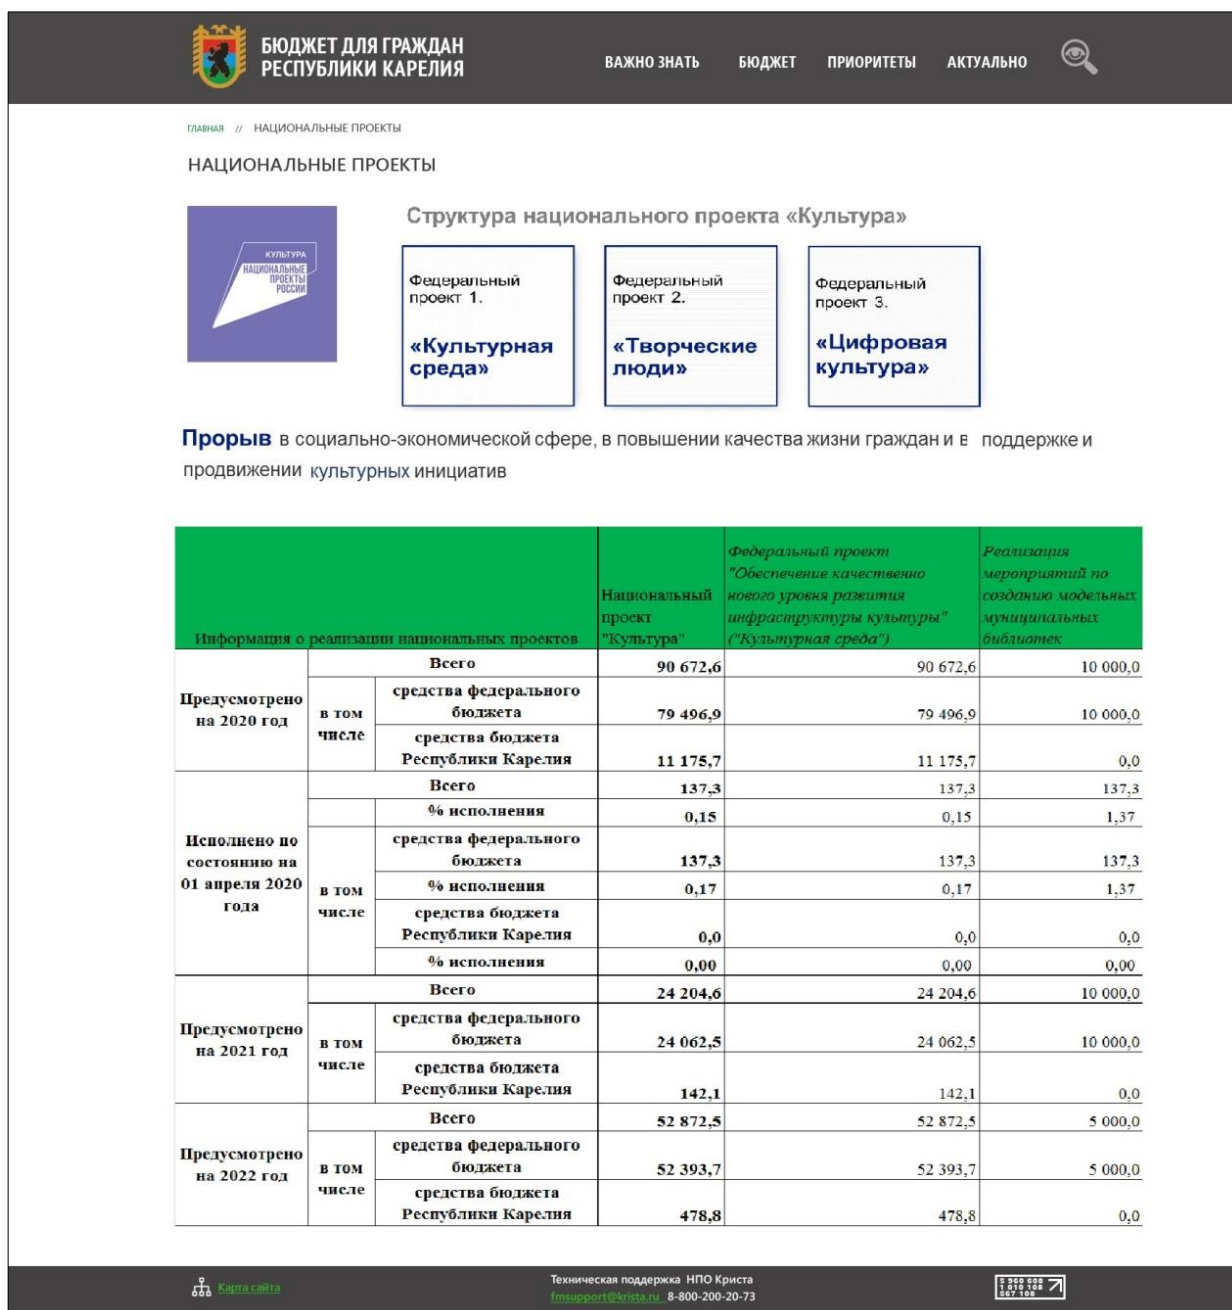 БЮДЖЕТ ДЛЯ ГРАЖДАН
РЕСПУБЛИКИ КАРЕЛИЯ
ВАЖНО ЗНАТЬ БЮДЖЕТ ПРИОРИТЕТЫ АКТУАЛЬНО
ГЛАВНАЯ // НАЦИОНАЛЬНЫЕ ПРОЕКТЫ
НАЦИОНАЛЬНЫЕ ПРОЕКТЫ
КУЛЬТУРА
НАЦИОНАЛЬНЫЕ
ПРОЕКТЫ
РОССИИ
Структура национального проекта «Культура»
Федеральный
проект 1.
«Культурная
среда»
Федеральный
проект 2.
«Творческие
люди»
Федеральный
проект 3.
«Цифровая
культура»
Прорыв в социально-экономической сфере, в повышении качества жизни граждан и в поддержке и
продвижении культурных инициатив
Информация о реализации национальных проектов
Национальный
проект
"Культура"
Федеральный проект
"Обеспечение качественно
нового уровня развития
инфраструктуры культуры"
("Культурная среда")
Реализация
мероприятий по
созданию модельных
муниципальных
библиотек
Предусмотрено
на 2020 год
Всего 90 672,6 90 672,6 10 000,0
в том
числе
средства федерального
бюджета 79 496,9 79 496,9 10 000,0
средства бюджета
Республики Карелия 11 175,7 11 175,7 0,0
Исполнено по
состоянию на
01 апреля 2020
года
Всего 137,3 137,3 137,3
% исполнения 0,15 0,15 1,37
в том
числе
средства федерального
бюджета 137,3 137,3 137,3
% исполнения 0,17 0,17 1,37
средства бюджета
Республики Карелия 0,0 0,0 0,0
% исполнения 0,00 0,00 0,00
Предусмотрено
на 2021 год
Всего 24 204,6 24 204,6 10 000,0
в том
числе
средства федерального
бюджета 24 062,5 24 062,5 10 000,0
средства бюджета
Республики Карелия 142,1 142,1 0,0
Предусмотрено
на 2022 год
Всего 52 872,5 52 872,5 5 000,0
в том
числе
средства федерального
бюджета 52 393,7 52 393,7 5 000,0
средства бюджета
Республики Карелия 478,8 478,8 0,0
Карта сайта
Техническая поддержка НПО Криста
fmsupport@krista.ru 8-800-200-20-73